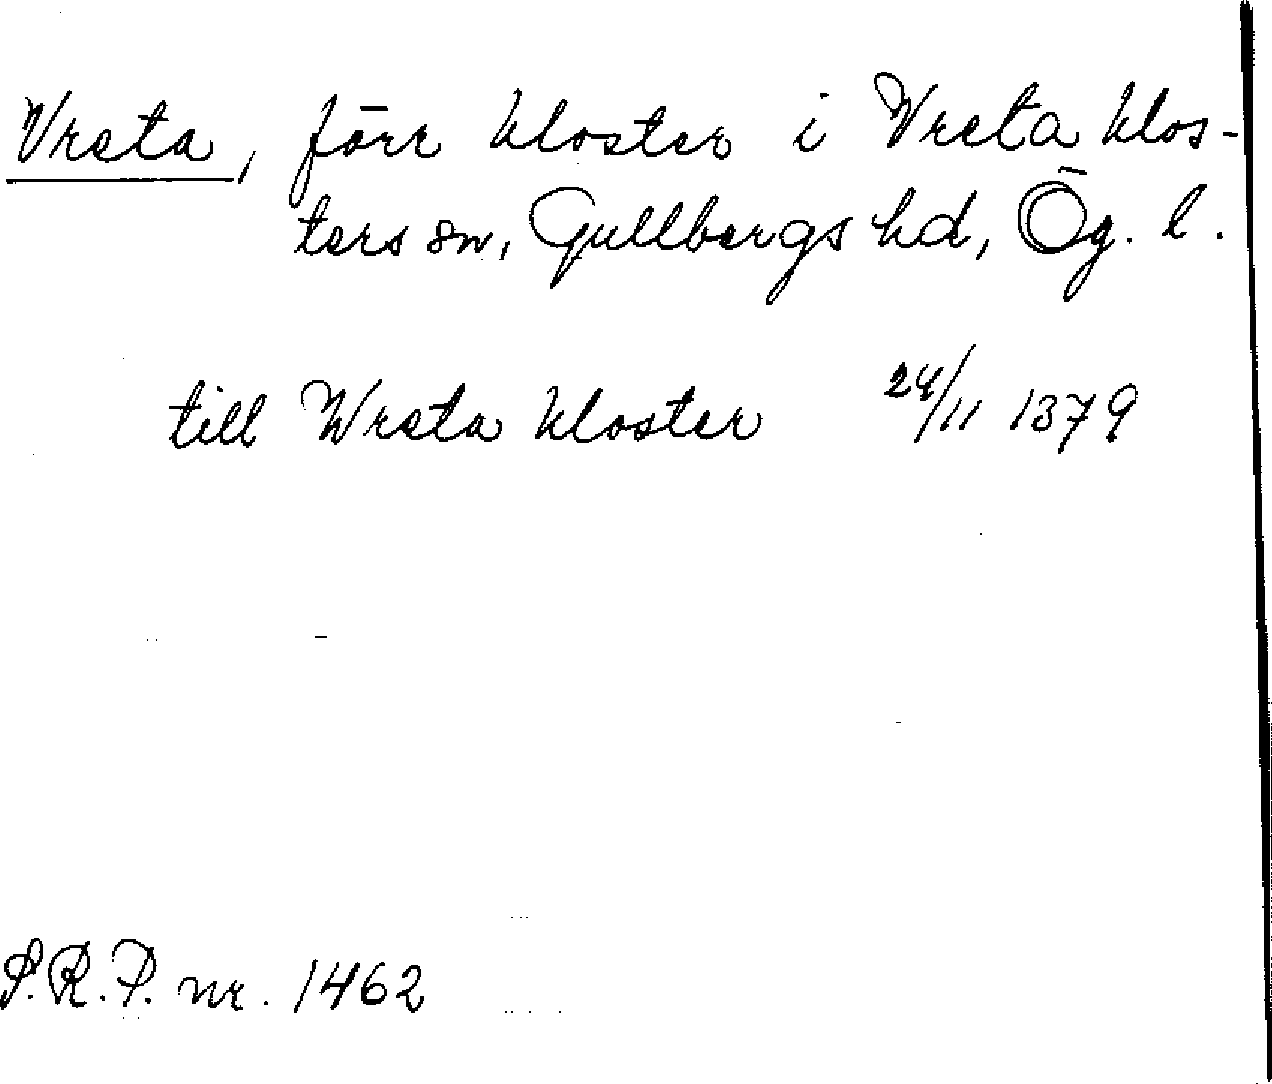 Vreta, förr kloster i Vreta klos-
ters sn, Gullbergs hd, Ög. l.
till Wreta kloster 24/11 1379
S.R.P. nr. 1462